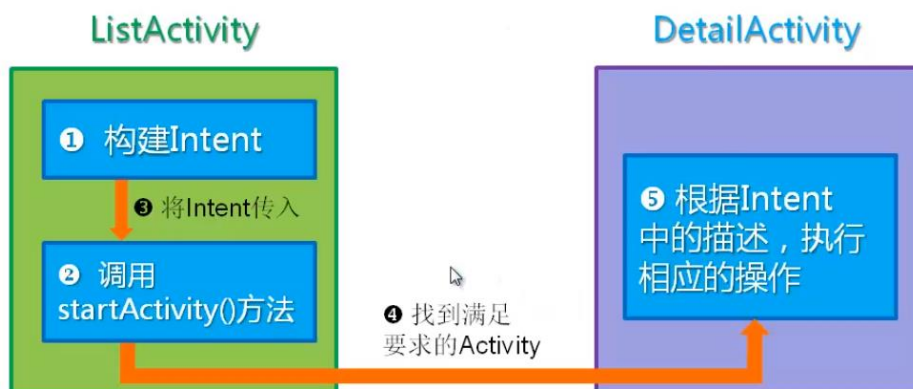 ListActivity
DetailActivity
❶ 构建Intent
❸ 将Intent传入
❷ 调用
startActivity()方法
❹ 找到满足
要求的Activity
❺ 根据Intent
中的描述，执行
相应的操作